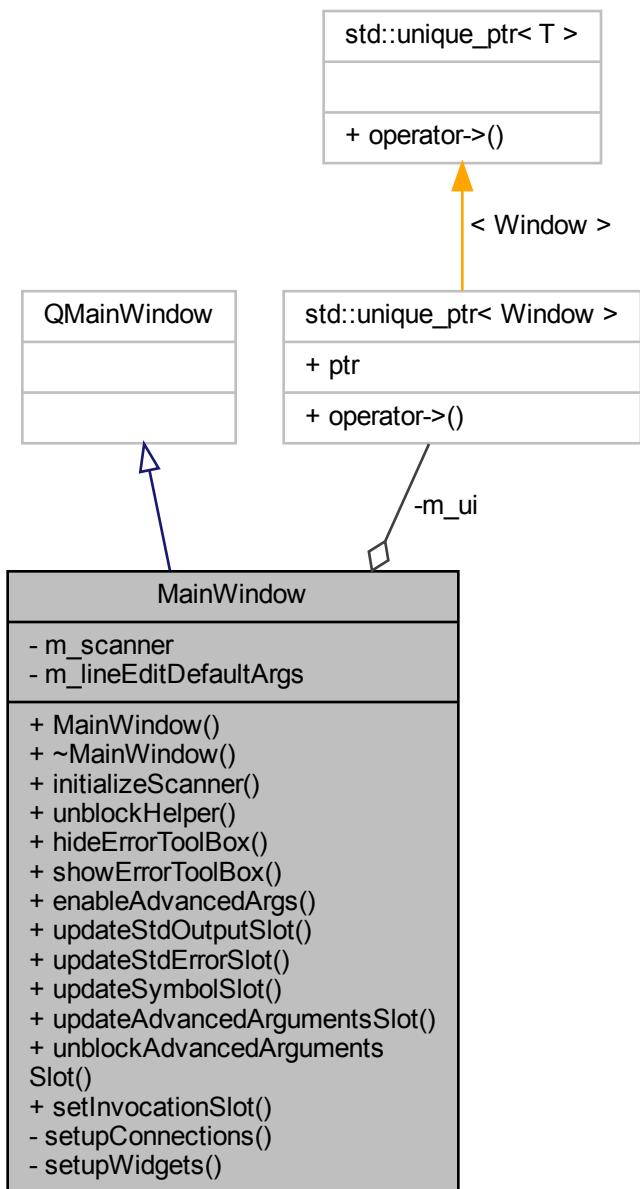 std::unique_ptr< T >
+ operator->()
< Window >
QMainWindow
std::unique_ptr< Window >
+ ptr
+ operator->()
-m_ui
MainWindow
- m_scanner
- m_lineEditDefaultArgs
+ MainWindow()
+ ~MainWindow()
+ initializeScanner()
+ unblockHelper()
+ hideErrorToolBox()
+ showErrorToolBox()
+ enableAdvancedArgs()
+ updateStdOutputSlot()
+ updateStdErrorSlot()
+ updateSymbolSlot()
+ updateAdvancedArgumentsSlot()
+ unblockAdvancedArguments
Slot()
+ setInvocationSlot()
- setupConnections()
- setupWidgets()